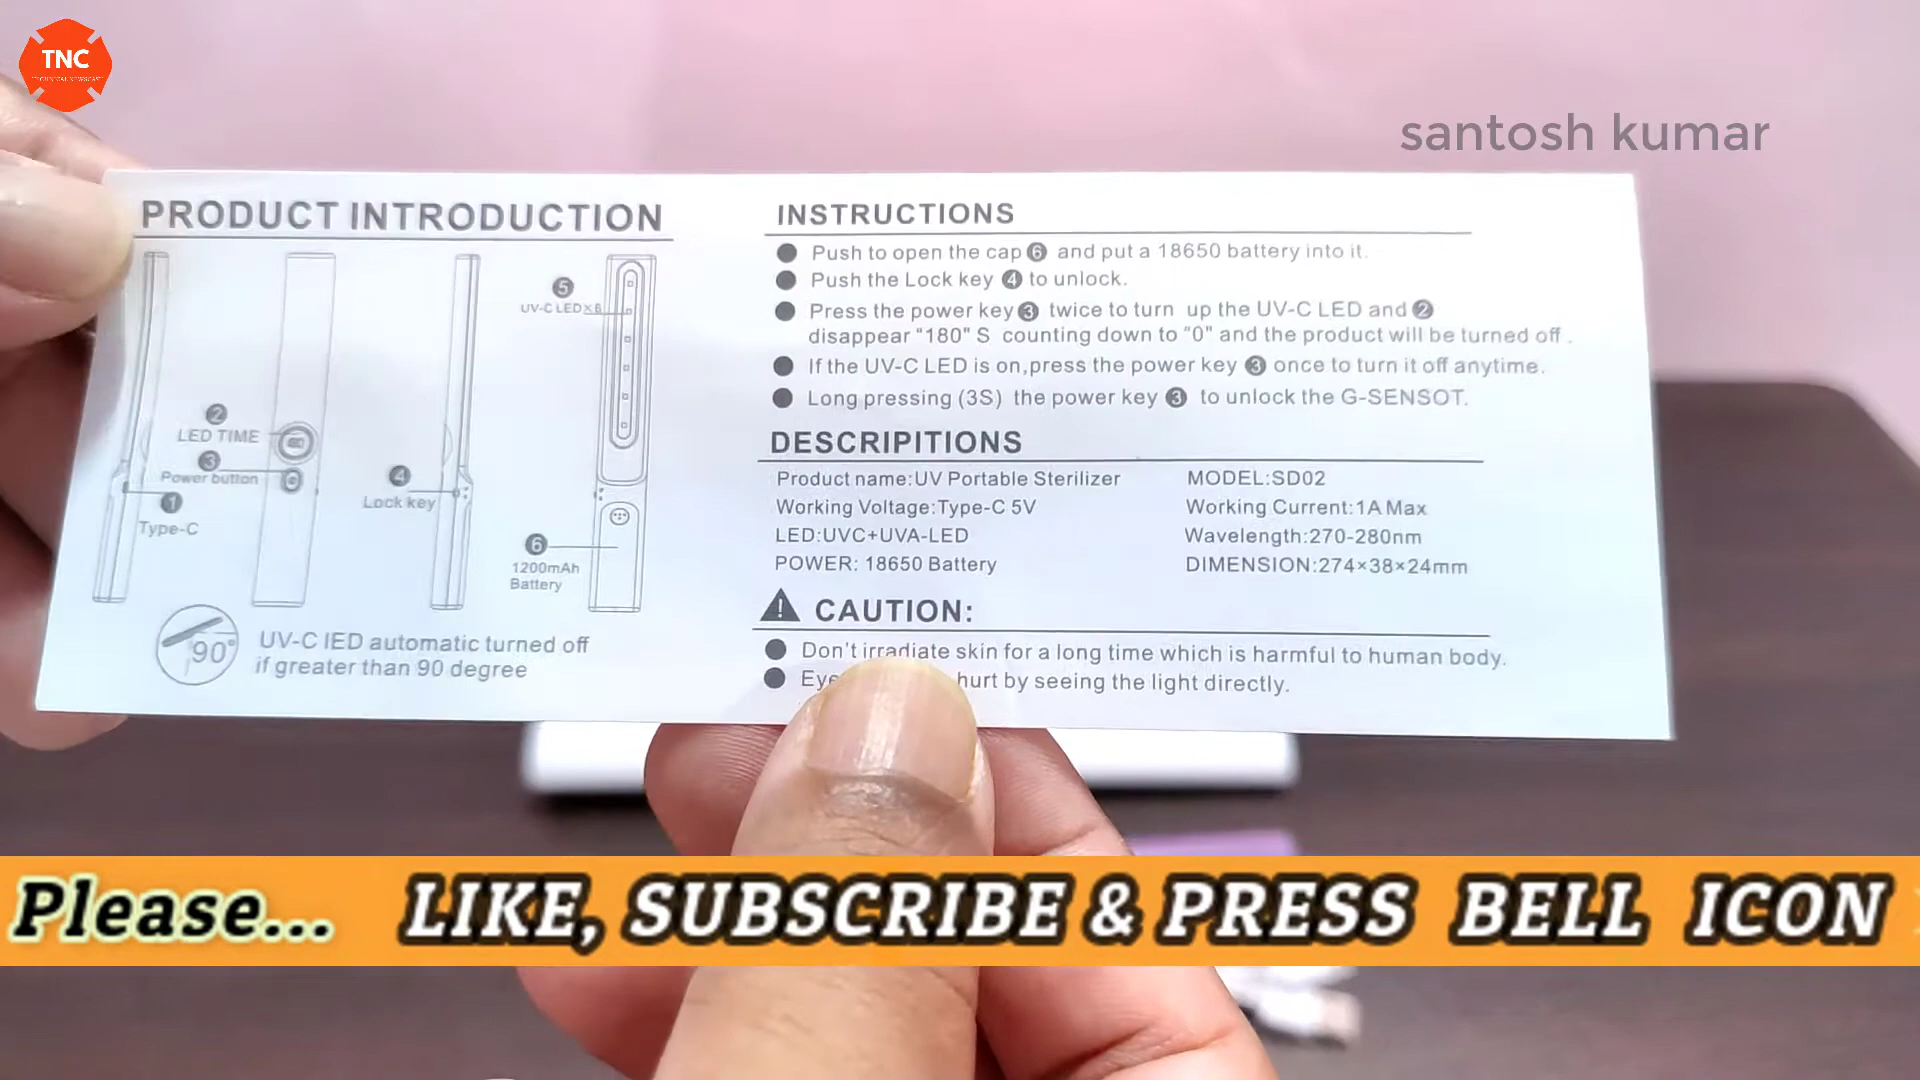 TNC
TECHNICAL NEWSCAST
santosh kumar
PRODUCT INTRODUCTION
5
UV-C LED×6
2
LED TIME
3
Power button
1
Type-C
4
Lock key
6
1200mAh
Battery
90°
UV-C lED automatic turned off
if greater than 90 degree
INSTRUCTIONS
● Push to open the cap 6 and put a 18650 battery into it.
● Push the Lock key 4 to unlock.
● Press the power key 3 twice to turn up the UV-C LED and 2
disappear "180" S counting down to "0" and the product will be turned off .
● If the UV-C LED is on,press the power key 3 once to turn it off anytime.
● Long pressing (3S) the power key 3 to unlock the G-SENSOT.
DESCRIPITIONS
Product name:UV Portable Sterilizer MODEL:SD02
Working Voltage:Type-C 5V Working Current:1A Max
LED:UVC+UVA-LED Wavelength:270-280nm
POWER: 18650 Battery DIMENSION:274×38×24mm
CAUTION:
● Don't irradiate skin for a long time which is harmful to human body.
● hurt by seeing the light directly.
Please... LIKE, SUBSCRIBE & PRESS BELL ICON